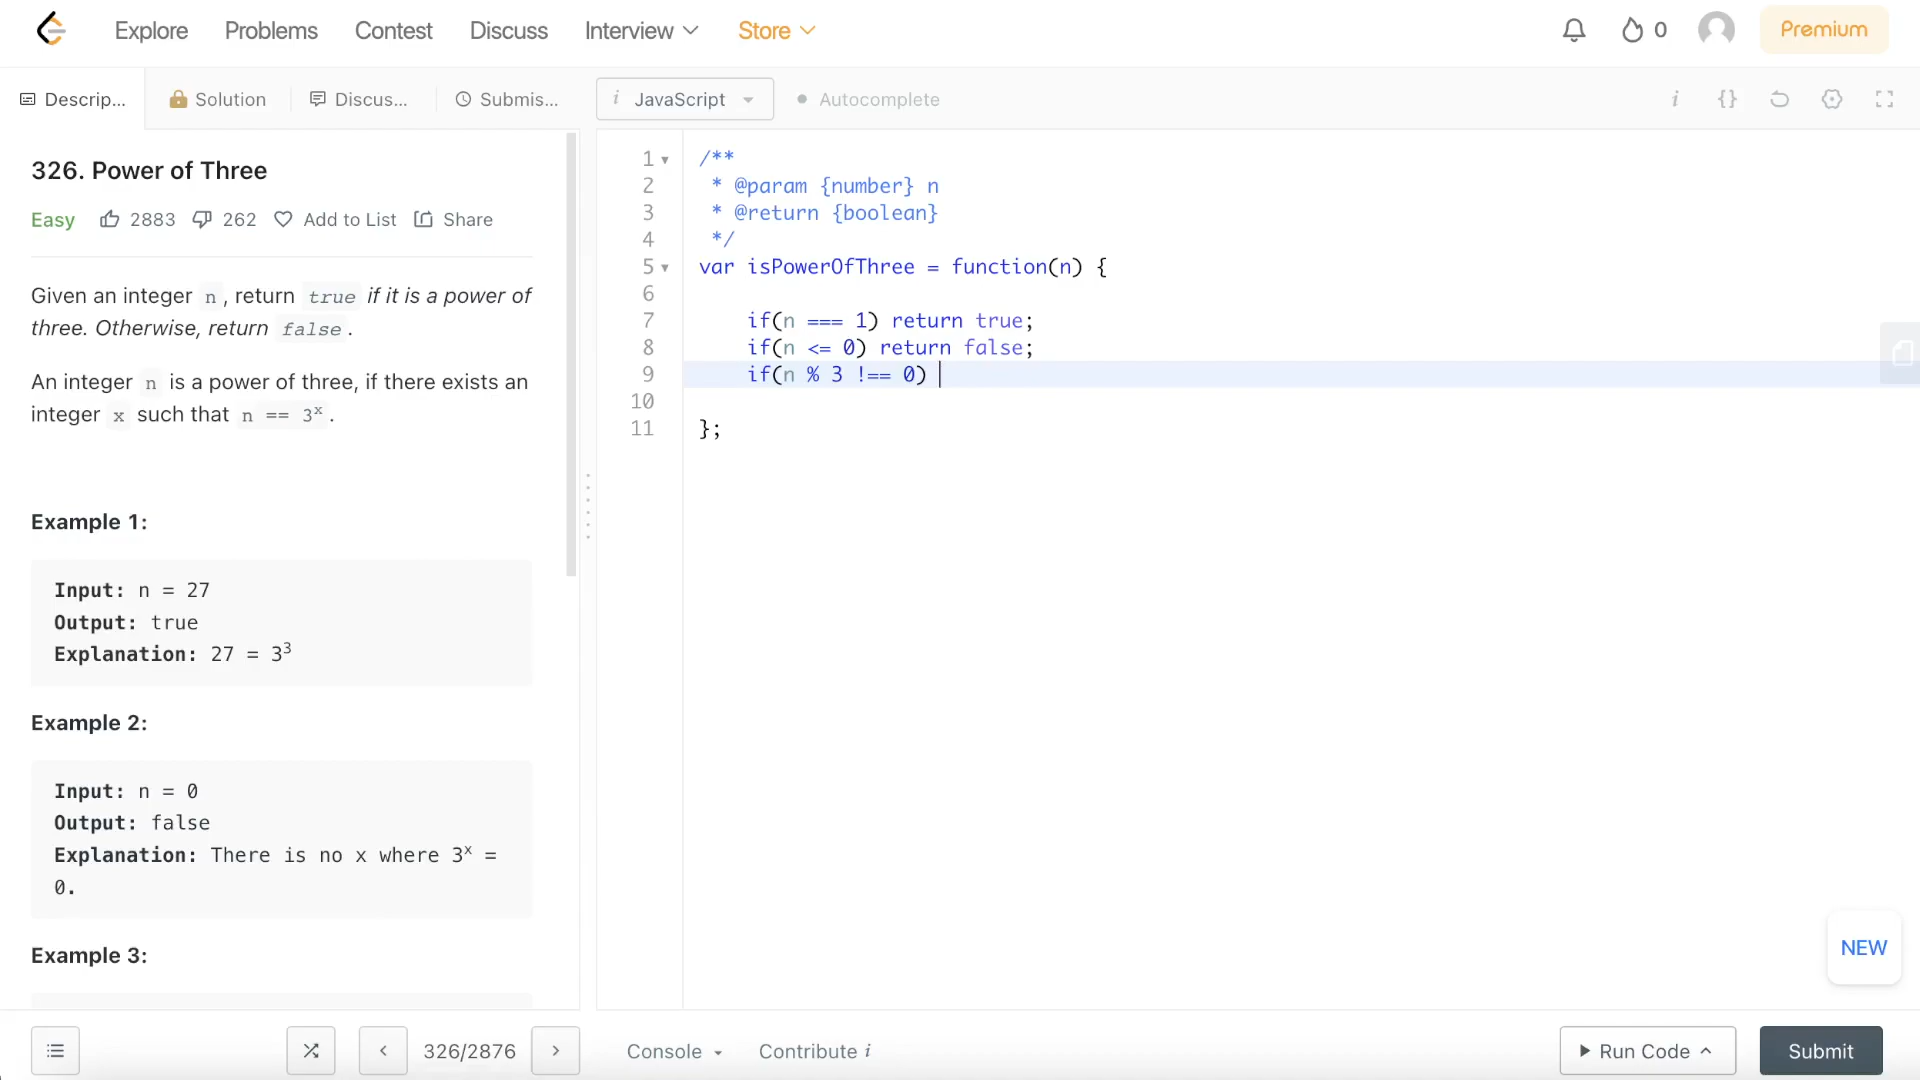 Explore Problems Contest Discuss Interview Store 0 Premium
Descrip... Solution Discus... Submis... i JavaScript Autocomplete i {}
326. Power of Three
Easy 2883 262 Add to List Share
Given an integer n, return true if it is a power of
three. Otherwise, return false.
An integer n is a power of three, if there exists an
integer x such that n == 3ˣ.
Example 1:
Input: n = 27
Output: true
Explanation: 27 = 3³
Example 2:
Input: n = 0
Output: false
Explanation: There is no x where 3ˣ =
0.
Example 3:
1 /**
2 * @param {number} n
3 * @return {boolean}
4 */
5 var isPowerOfThree = function(n) {
6
7 if(n === 1) return true;
8 if(n <= 0) return false;
9 if(n % 3 !== 0)
10
11 };
NEW
326/2876 Console Contribute i Run Code Submit